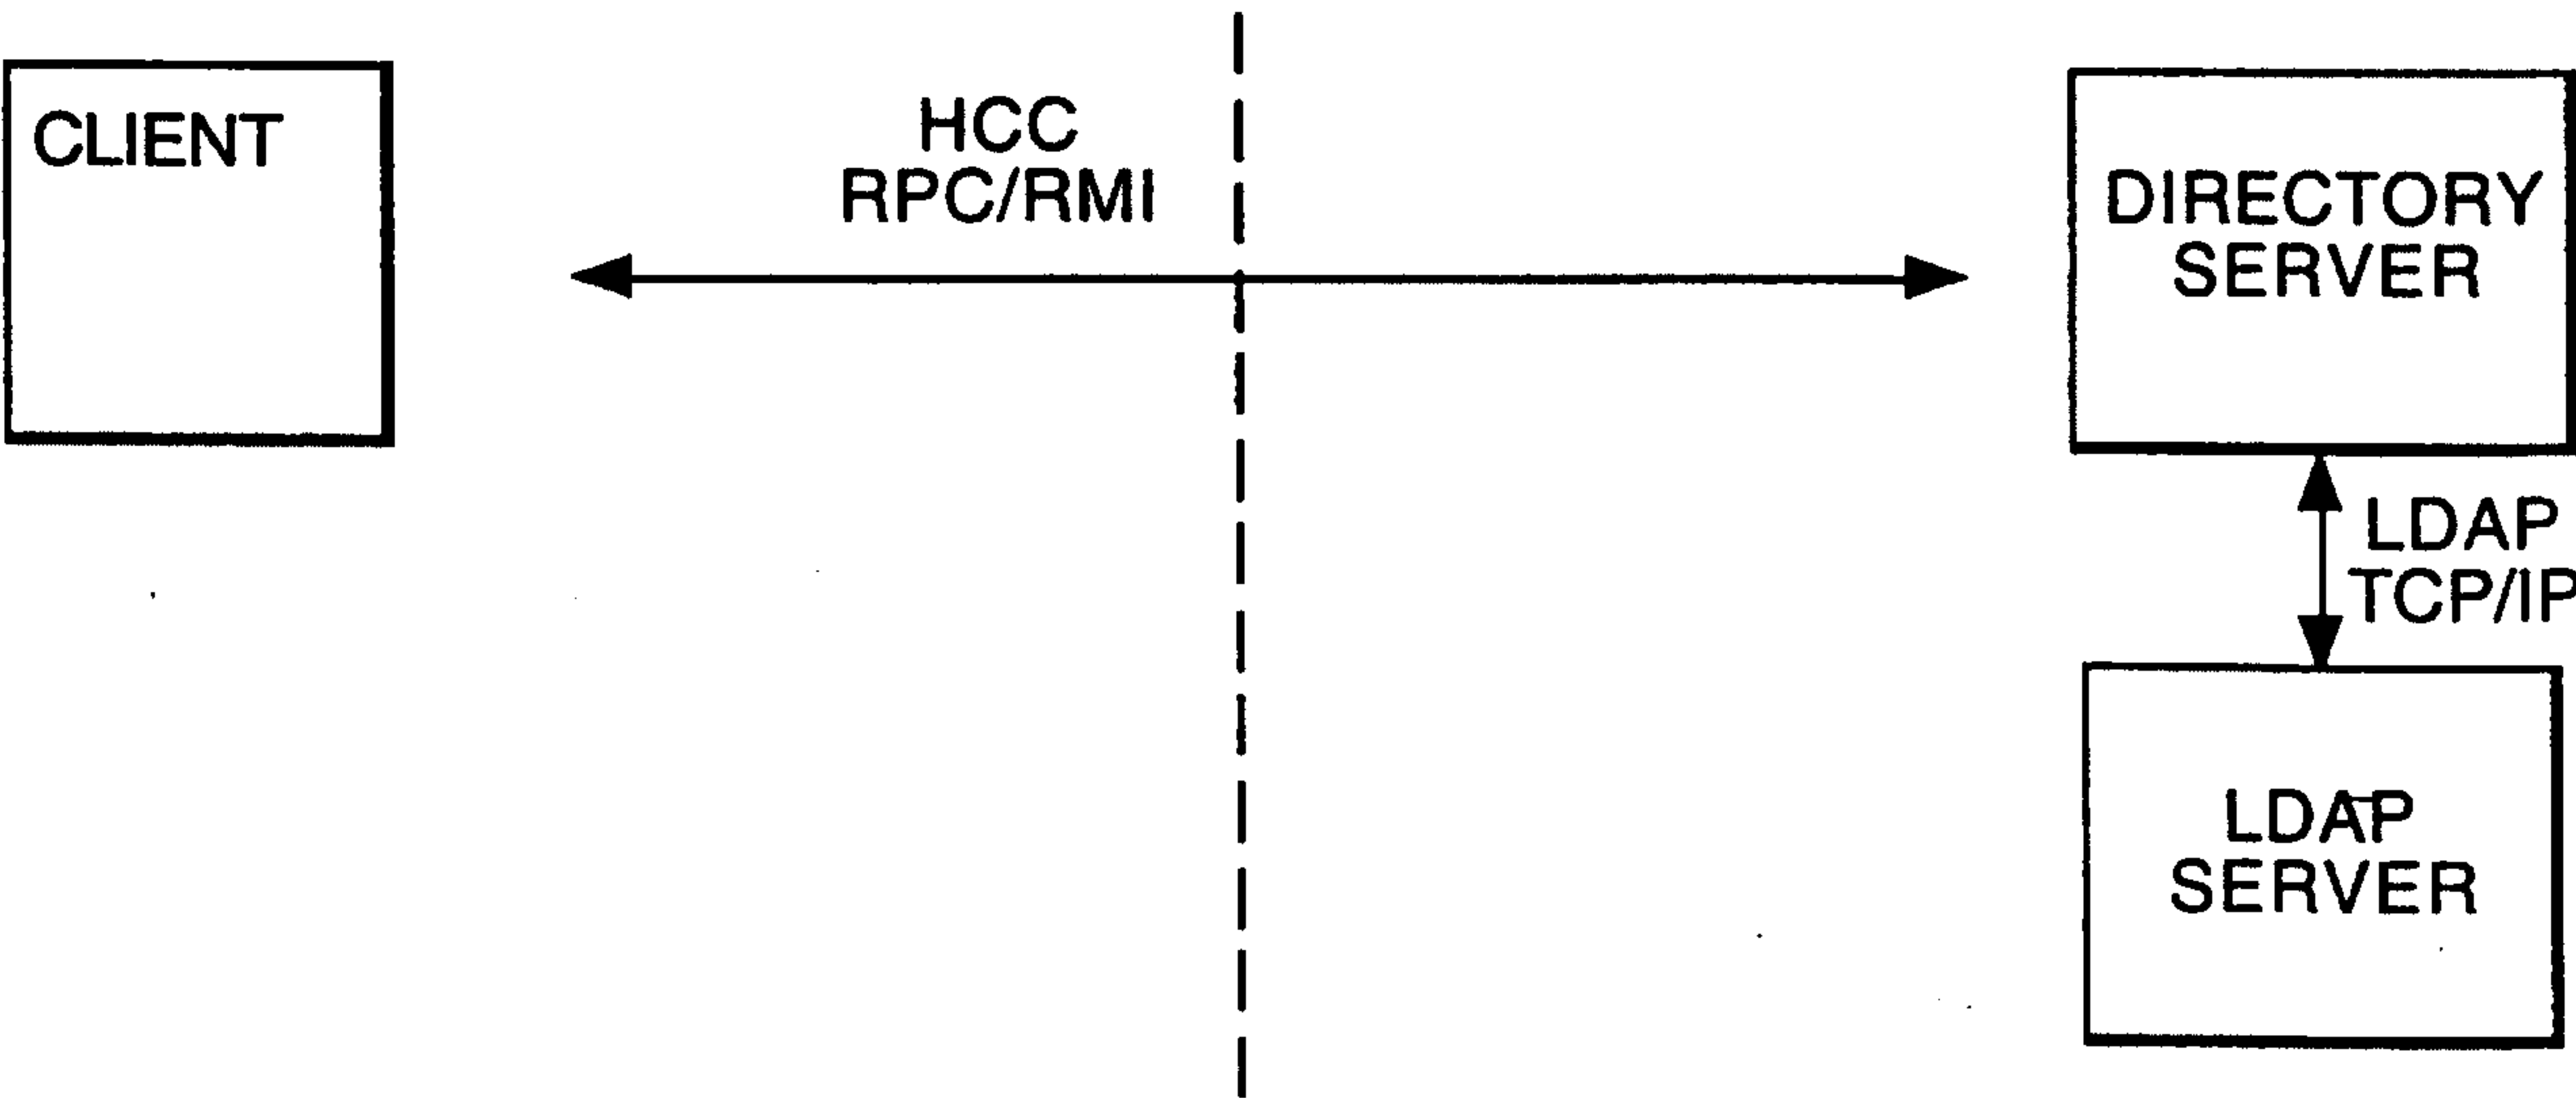 CLIENT
HCC
RPC/RMI
DIRECTORY
SERVER
LDAP
TCP/IP
LDAP
SERVER